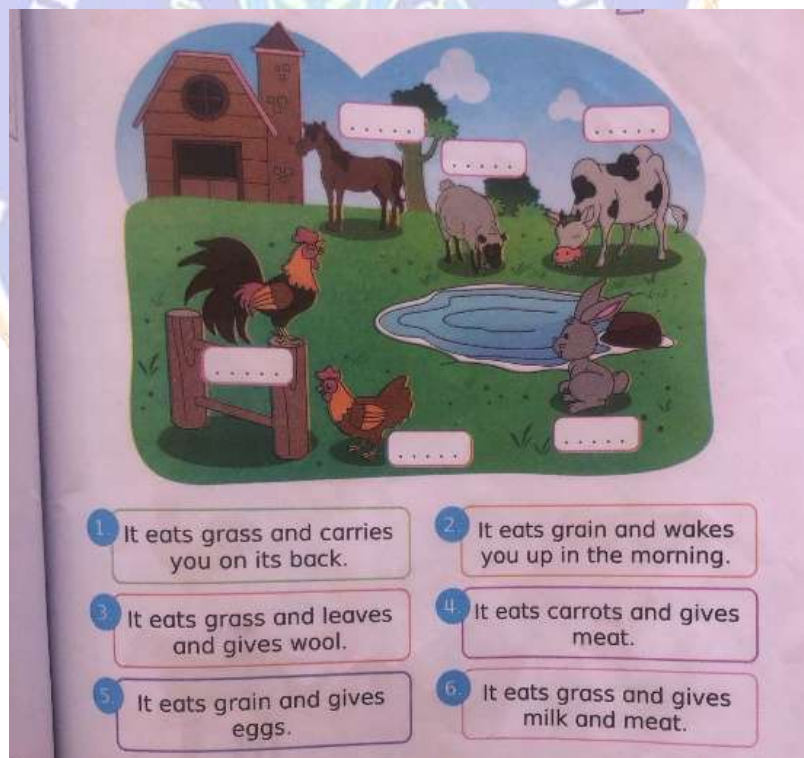 .....
.....
.....
.....
.....
.....
1. It eats grass and carries
you on its back.
2. It eats grain and wakes
you up in the morning.
3. It eats grass and leaves
and gives wool.
4. It eats carrots and gives
meat.
5. It eats grain and gives
eggs.
6. It eats grass and gives
milk and meat.